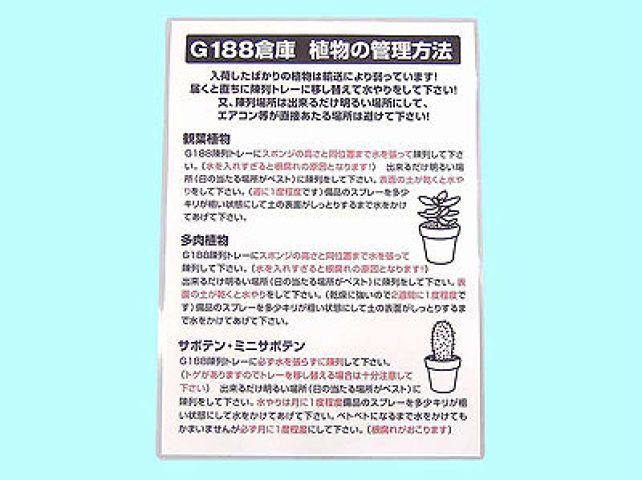 G188倉庫 植物の管理方法
入荷したばかりの植物は輸送により弱っています!
届くと直ちに陳列トレーに移し替えて水やりをして下さい!
又、陳列場所は出来るだけ明るい場所にして、
エアコン等が直接あたる場所は避けて下さい!
観葉植物
G188陳列トレーにスポンジの高さと同位置まで水を張って陳列して下さ
い。(水を入れすぎると根腐れの原因となります!) 出来るだけ明るい場
所(日の当たる場所がベスト)に陳列をして下さい。表面の土が乾くと水や
りをして下さい。(週に1度程度です)備品のスプレーを多少
キリが粗い状態にして土の表面がしっとりするまで水をかけ
てあげて下さい。
多肉植物
G188陳列トレーにスポンジの高さと同位置まで水を張って
陳列して下さい。(水を入れすぎると根腐れの原因となります!)
出来るだけ明るい場所(日の当たる場所がベスト)に陳列をして下さい。表
面の土が乾くと水やりをして下さい。(乾燥に強いので2週間に1度程度で
す)備品のスプレーを多少キリが粗い状態にして土の表面がしっとりするま
で水をかけてあげて下さい。
サボテン・ミニサボテン
G188陳列トレーに必ず水を張らずに陳列して下さい。
(トゲがありますのでトレーを移し替える場合は十分注意して
下さい) 出来るだけ明るい場所(日の当たる場所がベスト)に
陳列をして下さい。水やりは月に1度程度備品のスプレーを多少キリが粗
い状態にして水をかけてあげて下さい。ベトベトになるまで水をかけても
かまいませんが必ず月に1度程度にして下さい。(根腐れがおこります)